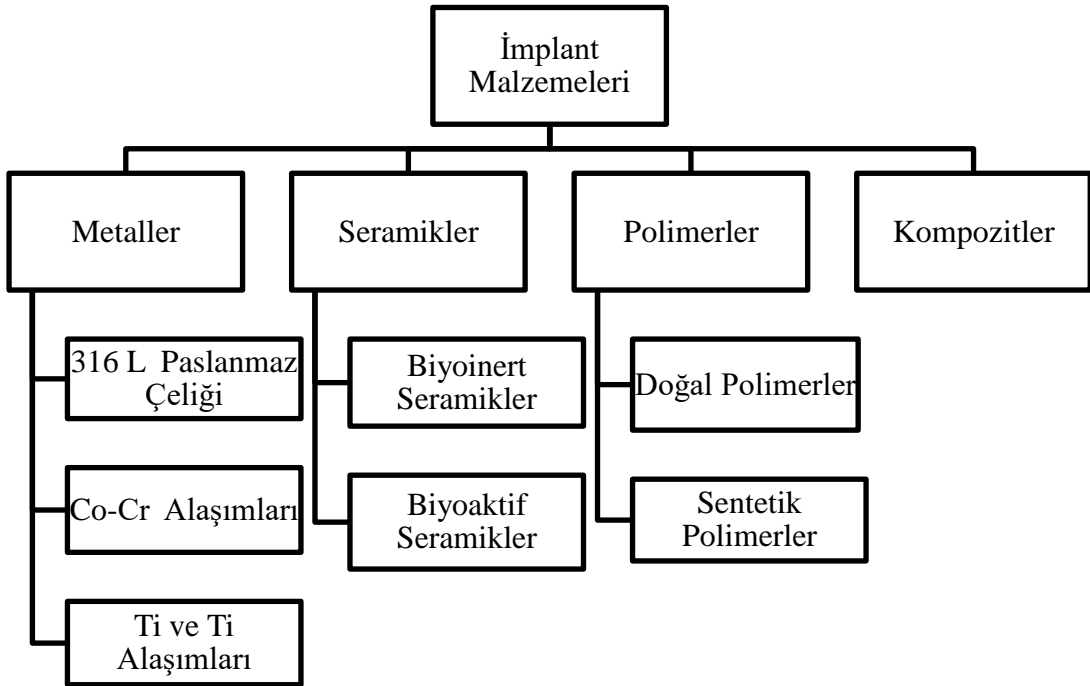 İmplant
Malzemeleri
Metaller
Seramikler
Polimerler
Kompozitler
316 L Paslanmaz
Çeliği
Biyoinert
Seramikler
Doğal Polimerler
Co-Cr Alaşımları
Biyoaktif
Seramikler
Sentetik
Polimerler
Ti ve Ti
Alaşımları